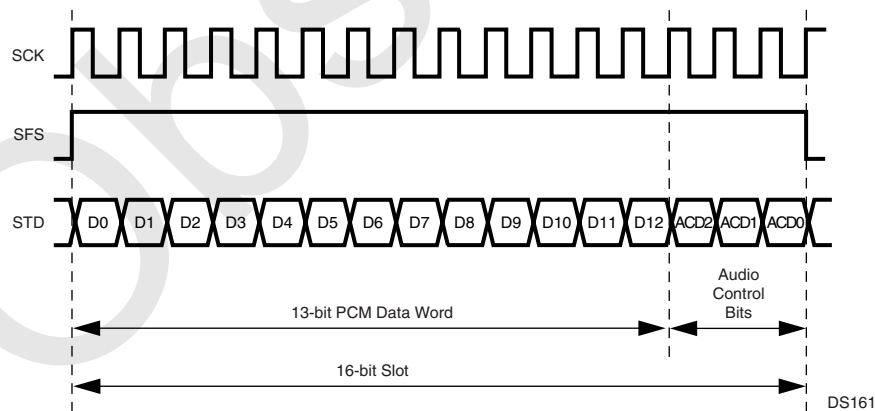 SCK
SFS
STD D0 D1 D2 D3 D4 D5 D6 D7 D8 D9 D10 D11 D12 ACD2 ACD1 ACD0
13-bit PCM Data Word
Audio
Control
Bits
16-bit Slot
DS161